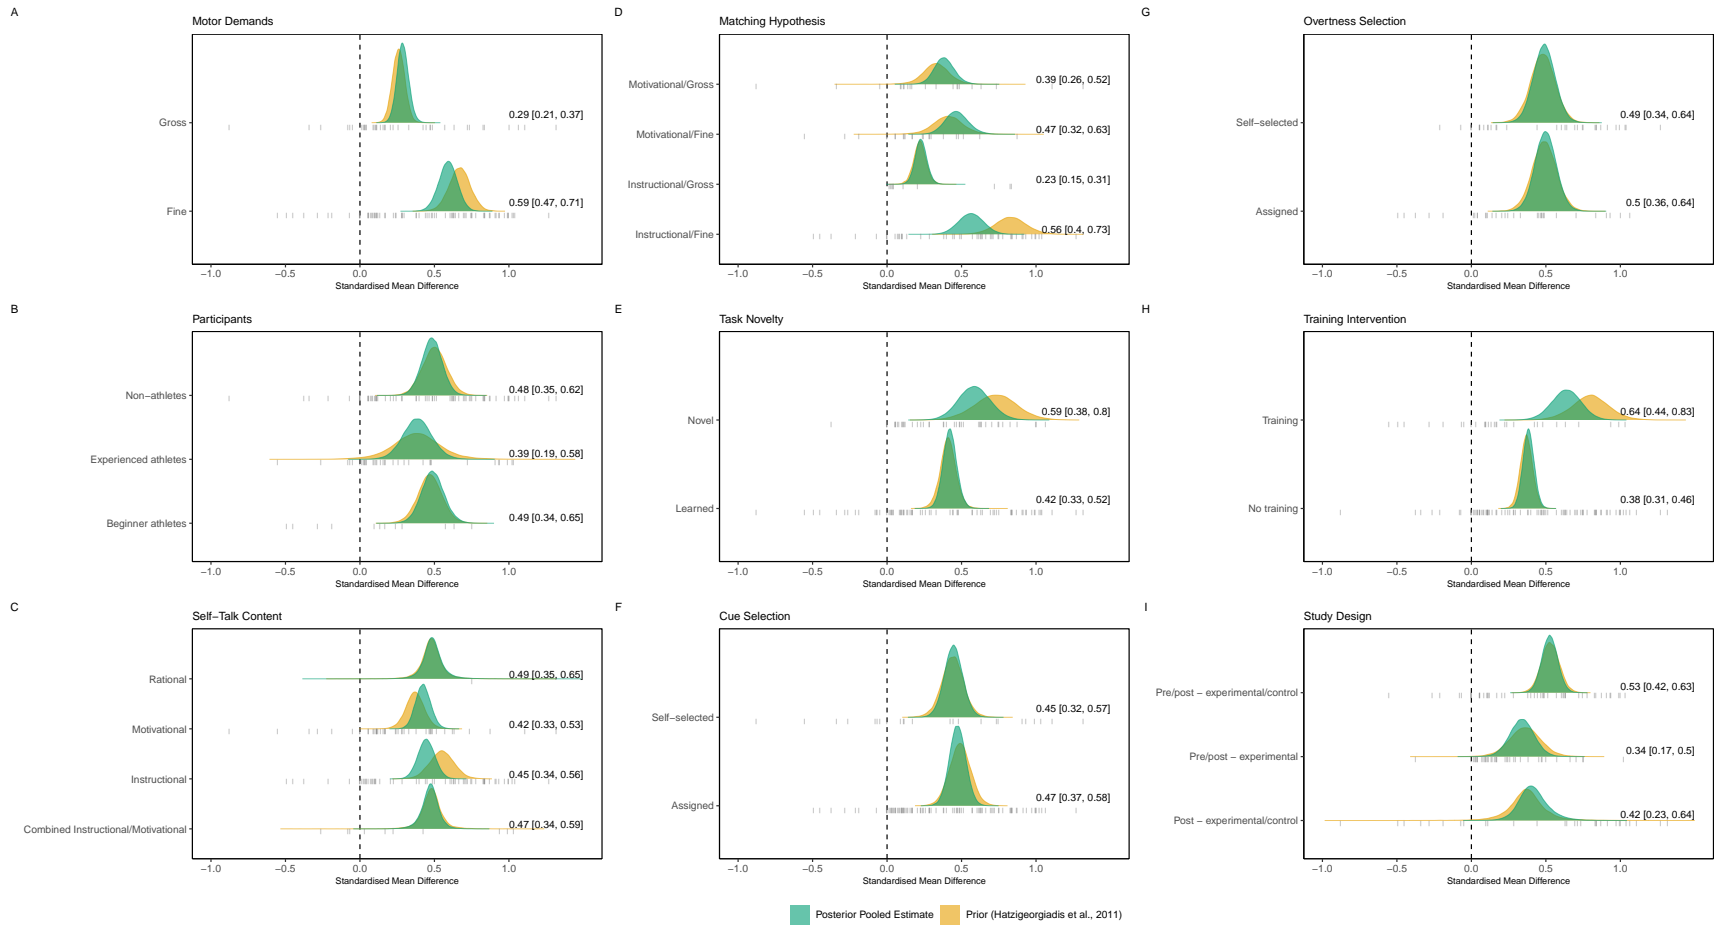 A
Motor Demands
Gross
0.29 [0.21, 0.37]
Fine
0.59 [0.47, 0.71]
−1.0 −0.5 0.0 0.5 1.0
Standardised Mean Difference
B
Participants
Non−athletes
0.48 [0.35, 0.62]
Experienced athletes
0.39 [0.19, 0.58]
Beginner athletes
0.49 [0.34, 0.65]
−1.0 −0.5 0.0 0.5 1.0
Standardised Mean Difference
C
Self−Talk Content
Rational
0.49 [0.35, 0.65]
Motivational
0.42 [0.33, 0.53]
Instructional
0.45 [0.34, 0.56]
Combined Instructional/Motivational
0.47 [0.34, 0.59]
−1.0 −0.5 0.0 0.5 1.0
Standardised Mean Difference
D
Matching Hypothesis
Motivational/Gross
0.39 [0.26, 0.52]
Motivational/Fine
0.47 [0.32, 0.63]
Instructional/Gross
0.23 [0.15, 0.31]
Instructional/Fine
0.56 [0.4, 0.73]
−1.0 −0.5 0.0 0.5 1.0
Standardised Mean Difference
E
Task Novelty
Novel
0.59 [0.38, 0.8]
Learned
0.42 [0.33, 0.52]
−1.0 −0.5 0.0 0.5 1.0
Standardised Mean Difference
F
Cue Selection
Self−selected
0.45 [0.32, 0.57]
Assigned
0.47 [0.37, 0.58]
−1.0 −0.5 0.0 0.5 1.0
Standardised Mean Difference
G
Overtness Selection
Self−selected
0.49 [0.34, 0.64]
Assigned
0.5 [0.36, 0.64]
−1.0 −0.5 0.0 0.5 1.0
Standardised Mean Difference
H
Training Intervention
Training
0.64 [0.44, 0.83]
No training
0.38 [0.31, 0.46]
−1.0 −0.5 0.0 0.5 1.0
Standardised Mean Difference
I
Study Design
Pre/post − experimental/control
0.53 [0.42, 0.63]
Pre/post − experimental
0.34 [0.17, 0.5]
Post − experimental/control
0.42 [0.23, 0.64]
−1.0 −0.5 0.0 0.5 1.0
Standardised Mean Difference
Posterior Pooled Estimate Prior (Hatzigeorgiadis et al., 2011)